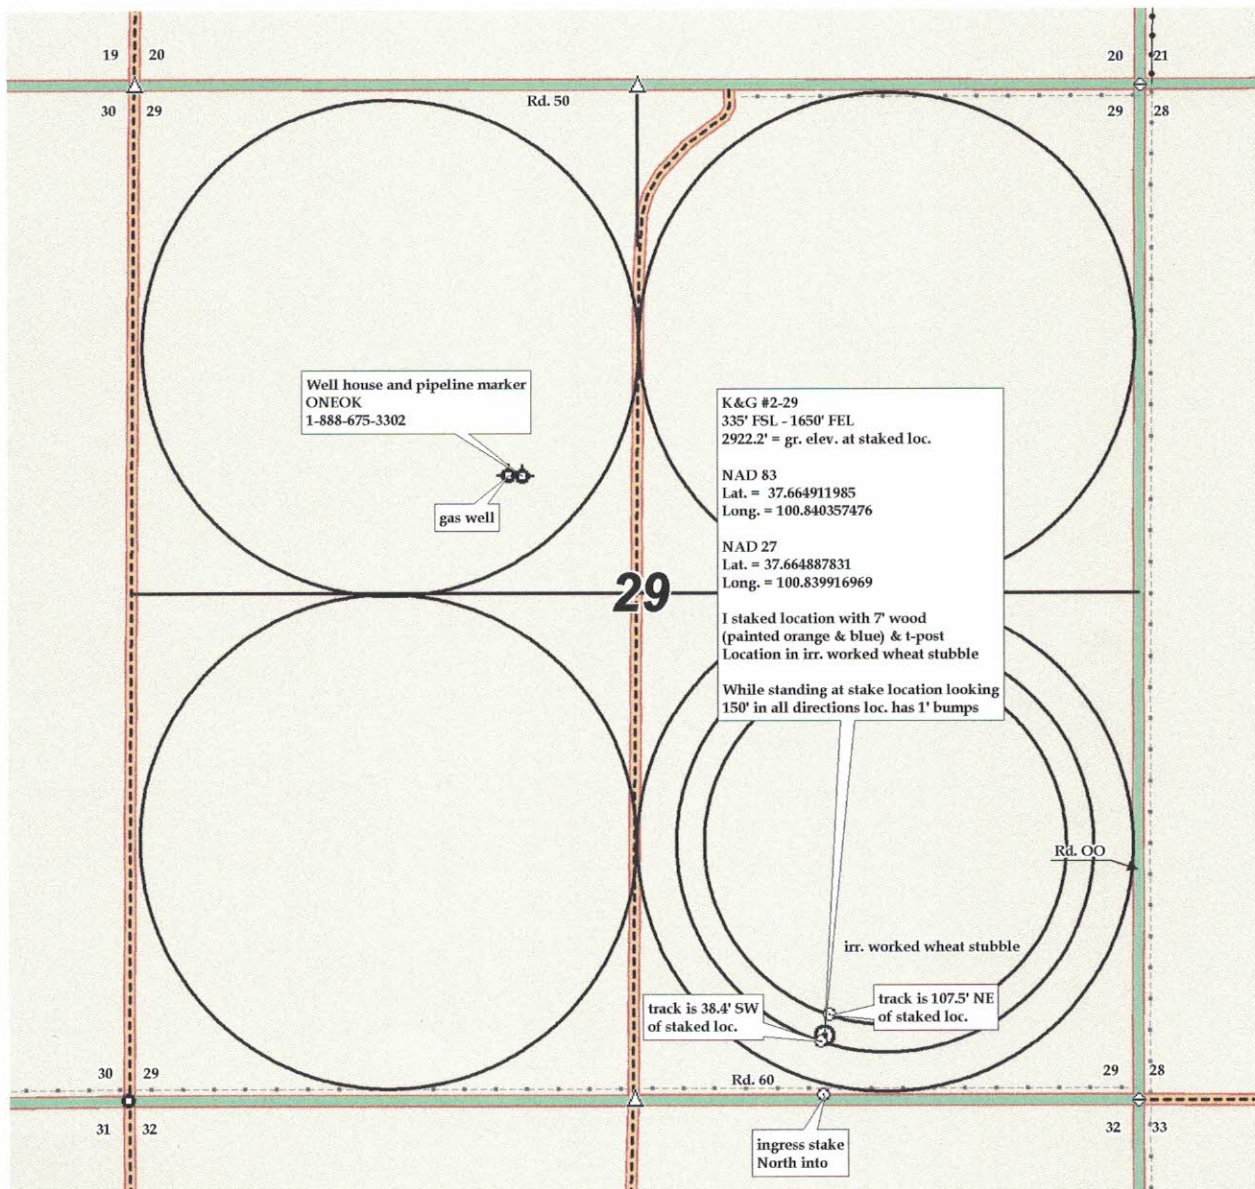 19 20
20 21
30 29
Rd. 50
29 28
Well house and pipeline marker
ONEOK
1-888-675-3302
gas well
K&G #2-29
335' FSL - 1650' FEL
2922.2' = gr. elev. at staked loc.
NAD 83
Lat. = 37.664911985
Long. = 100.840357476
NAD 27
Lat. = 37.664887831
Long. = 100.839916969
I staked location with 7' wood
(painted orange & blue) & t-post
Location in irr. worked wheat stubble
While standing at stake location looking
150' in all directions loc. has 1' bumps
29
Rd. OO
irr. worked wheat stubble
track is 38.4' SW
of staked loc.
track is 107.5' NE
of staked loc.
30 29
Rd. 60
29 28
31 32
32 33
ingress stake
North into